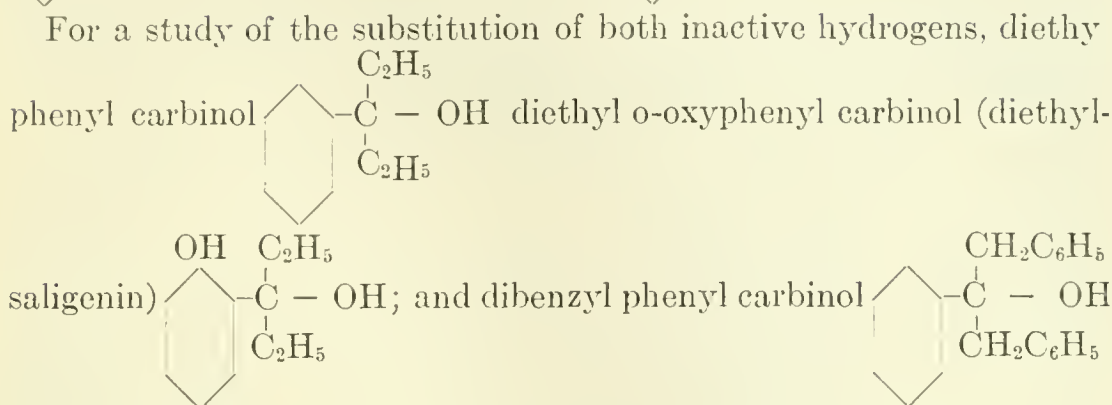 For a study of the substitution of both inactive hydrogens, diethy
C₂H₅
phenyl carbinol -C - OH diethyl o-oxyphenyl carbinol (diethyl-
C₂H₅
OH C₂H₅ CH₂C₆H₅
saligenin) -C - OH; and dibenzyl phenyl carbinol -C - OH
C₂H₅ CH₂C₆H₅